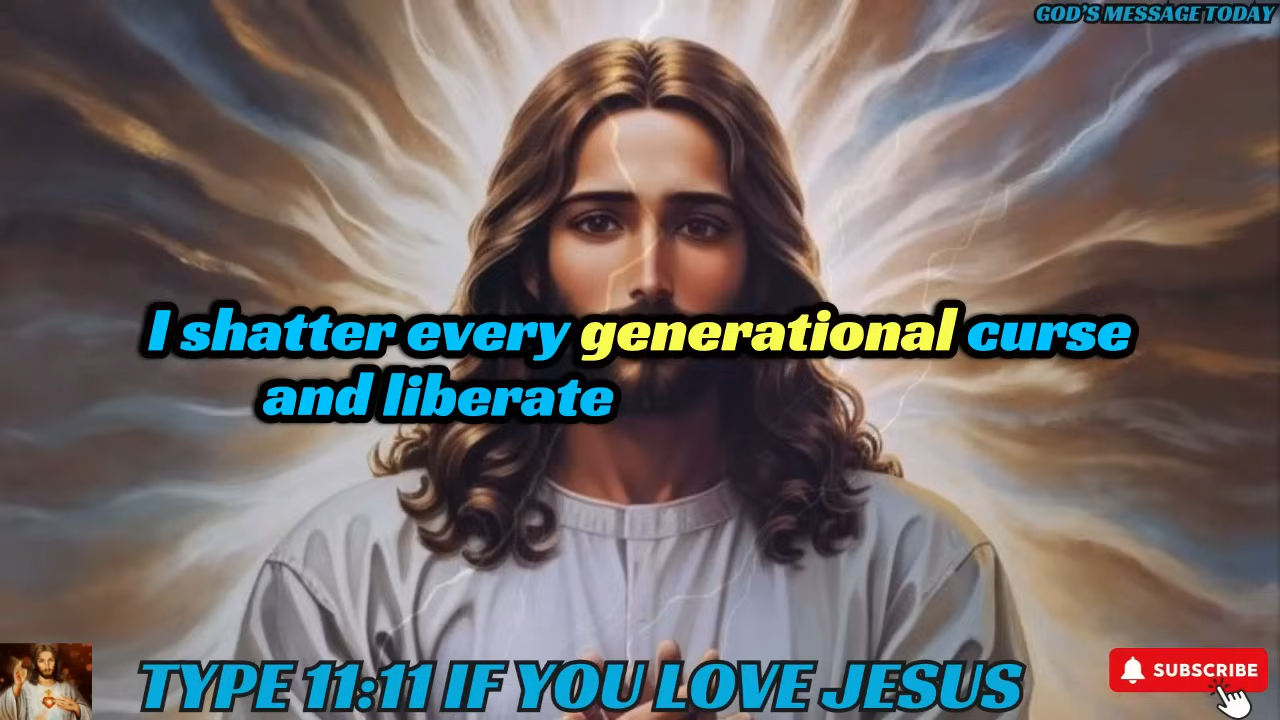 GOD'S MESSAGE TODAY
I shatter every generational curse
and liberate
TYPE 11:11 IF YOU LOVE JESUS
SUBSCRIBE